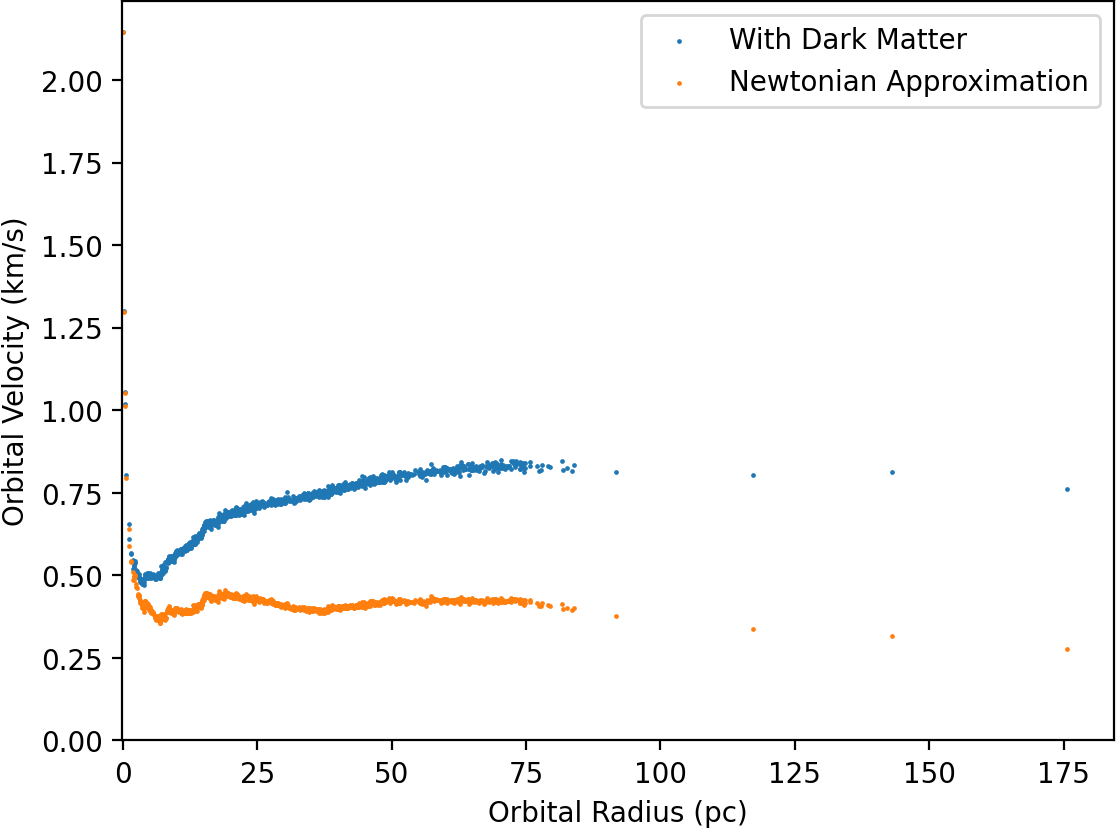 With Dark Matter
Newtonian Approximation
2.00
1.75
1.50
1.25
1.00
0.75
0.50
0.25
0.00
Orbital Velocity (km/s)
0 25 50 75 100 125 150 175
Orbital Radius (pc)